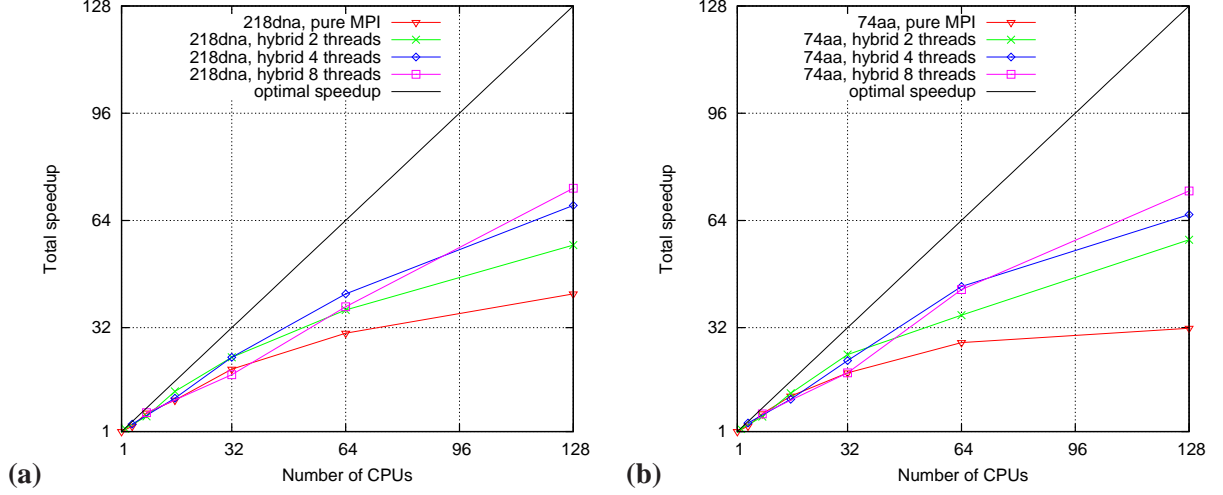 128
96
64
32
1
Total speedup
218dna, pure MPI
218dna, hybrid 2 threads
218dna, hybrid 4 threads
218dna, hybrid 8 threads
optimal speedup
1 32 64 96 128
Number of CPUs
(a)
128
96
64
32
1
Total speedup
74aa, pure MPI
74aa, hybrid 2 threads
74aa, hybrid 4 threads
74aa, hybrid 8 threads
optimal speedup
1 32 64 96 128
Number of CPUs
(b)